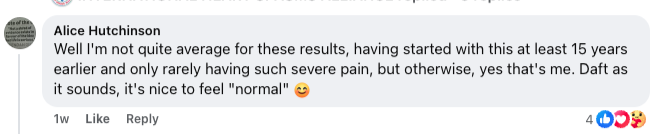 Alice Hutchinson
Well I'm not quite average for these results, having started with this at least 15 years
earlier and only rarely having such severe pain, but otherwise, yes that's me. Daft as
it sounds, it's nice to feel "normal" 😊
1w Like Reply 4